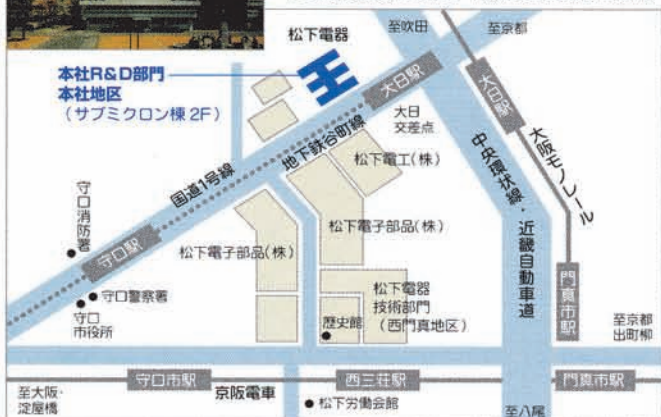 松下電器
至吹田
至京都
本社R&D部門
本社地区
(サブミクロン棟 2F)
大日駅
大日駅
大日
交差点
大阪モノレール
地下鉄谷町線
国道1号線
松下電工(株)
中央環状線・近畿自動車道
守口
消防署
守口駅
松下電子部品(株)
松下電子部品(株)
守口警察署
守口
市役所
歴史館
松下電器
技術部門
(西門真地区)
門真市駅
至京都
出町柳
守口市駅
京阪電車
西三荘駅
門真市駅
至大阪・
淀屋橋
松下労働会館
至八尾